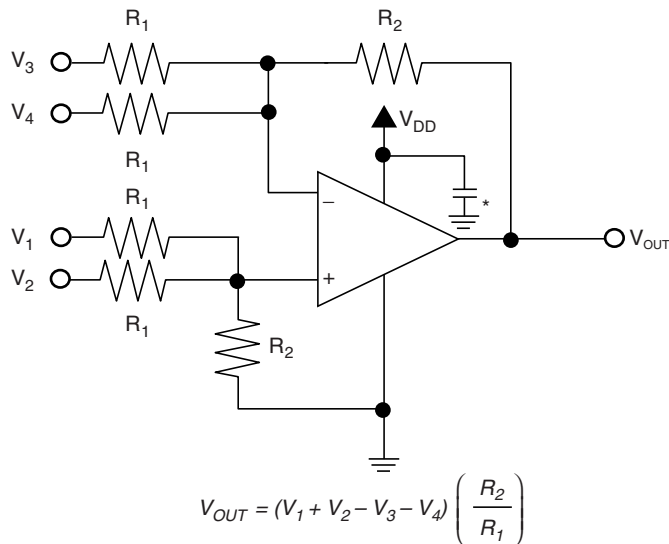 R1
R2
V3
V4
VDD
R1
*
R1
–
V1
VOUT
V2
+
R1
R2
VOUT = (V1 + V2 – V3 – V4) (R2 / R1)